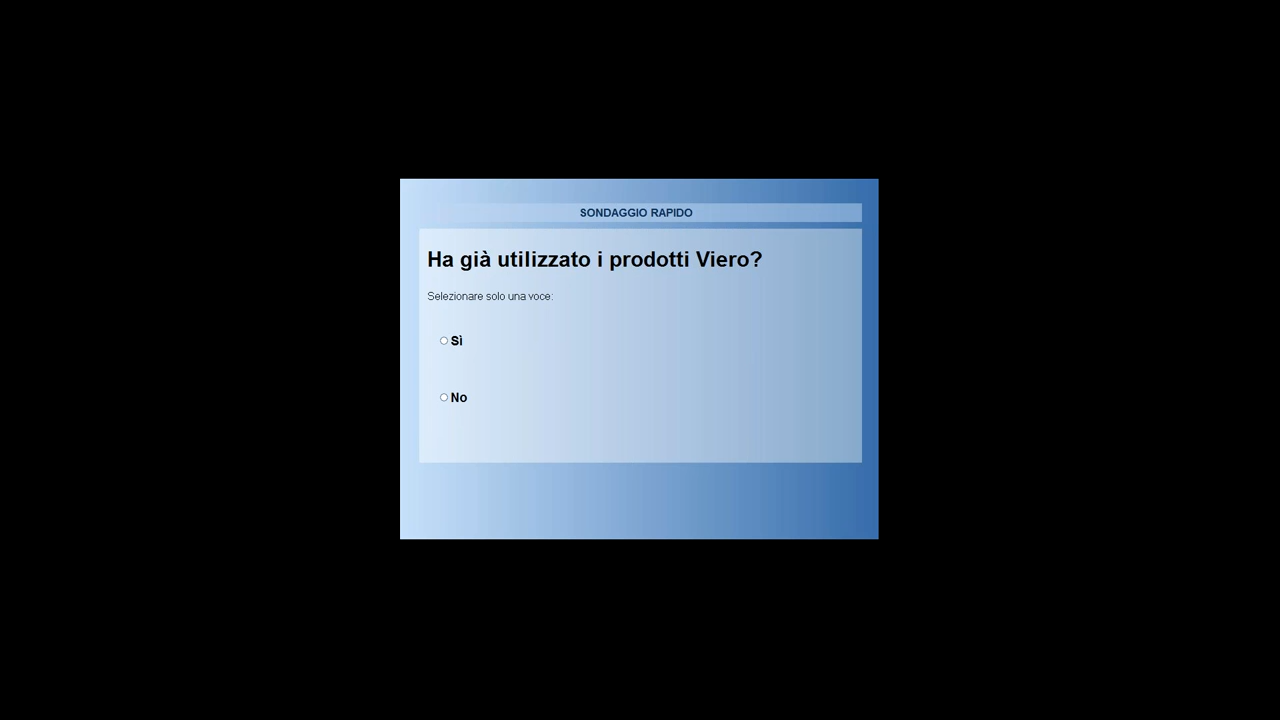 SONDAGGIO RAPIDO
Ha già utilizzato i prodotti Viero?
Selezionare solo una voce:
Sì
No